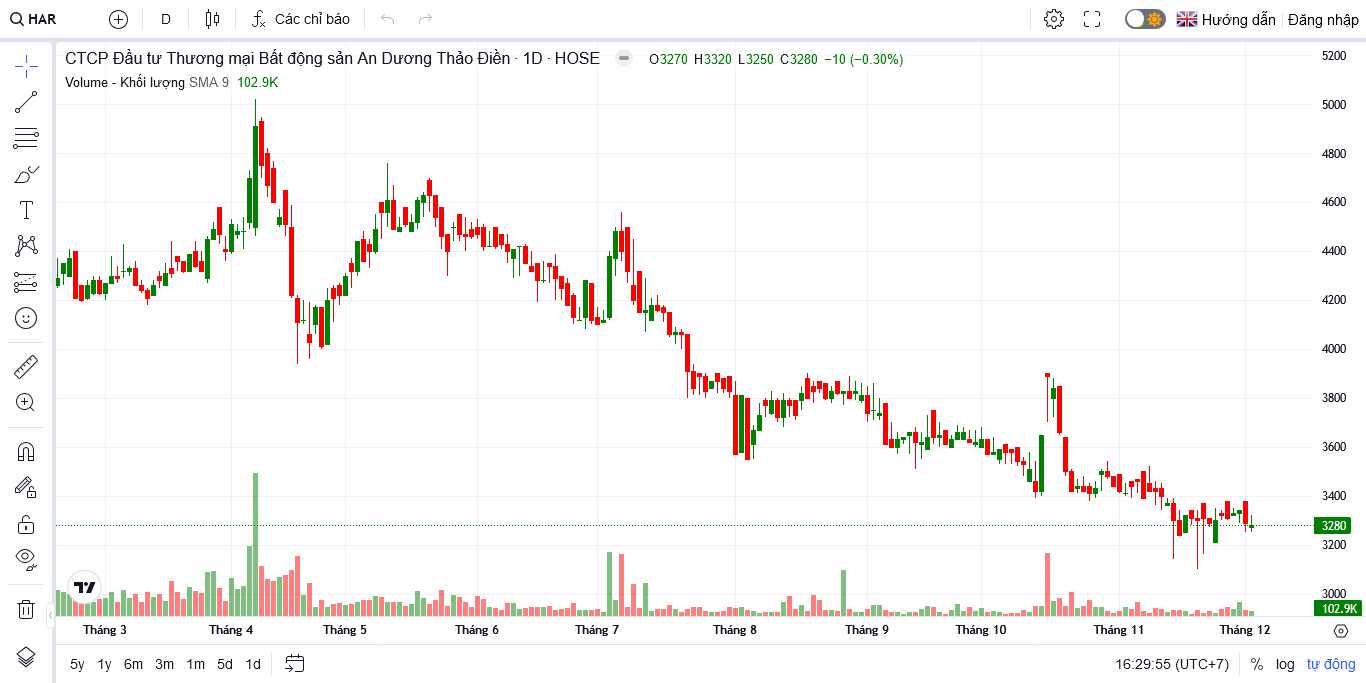 HAR D Các chỉ báo Hướng dẫn Đăng nhập
CTCP Đầu tư Thương mại Bất động sản An Dương Thảo Điền · 1D · HOSE O3270 H3320 L3250 C3280 −10 (−0.30%)
Volume - Khối lượng SMA 9 102.9K
5200
5000
4800
4600
4400
4200
4000
3800
3600
3400
3280
3200
3000
102.9K
Tháng 3 Tháng 4 Tháng 5 Tháng 6 Tháng 7 Tháng 8 Tháng 9 Tháng 10 Tháng 11 Tháng 12
5y 1y 6m 3m 1m 5d 1d 16:29:55 (UTC+7) % log tự động